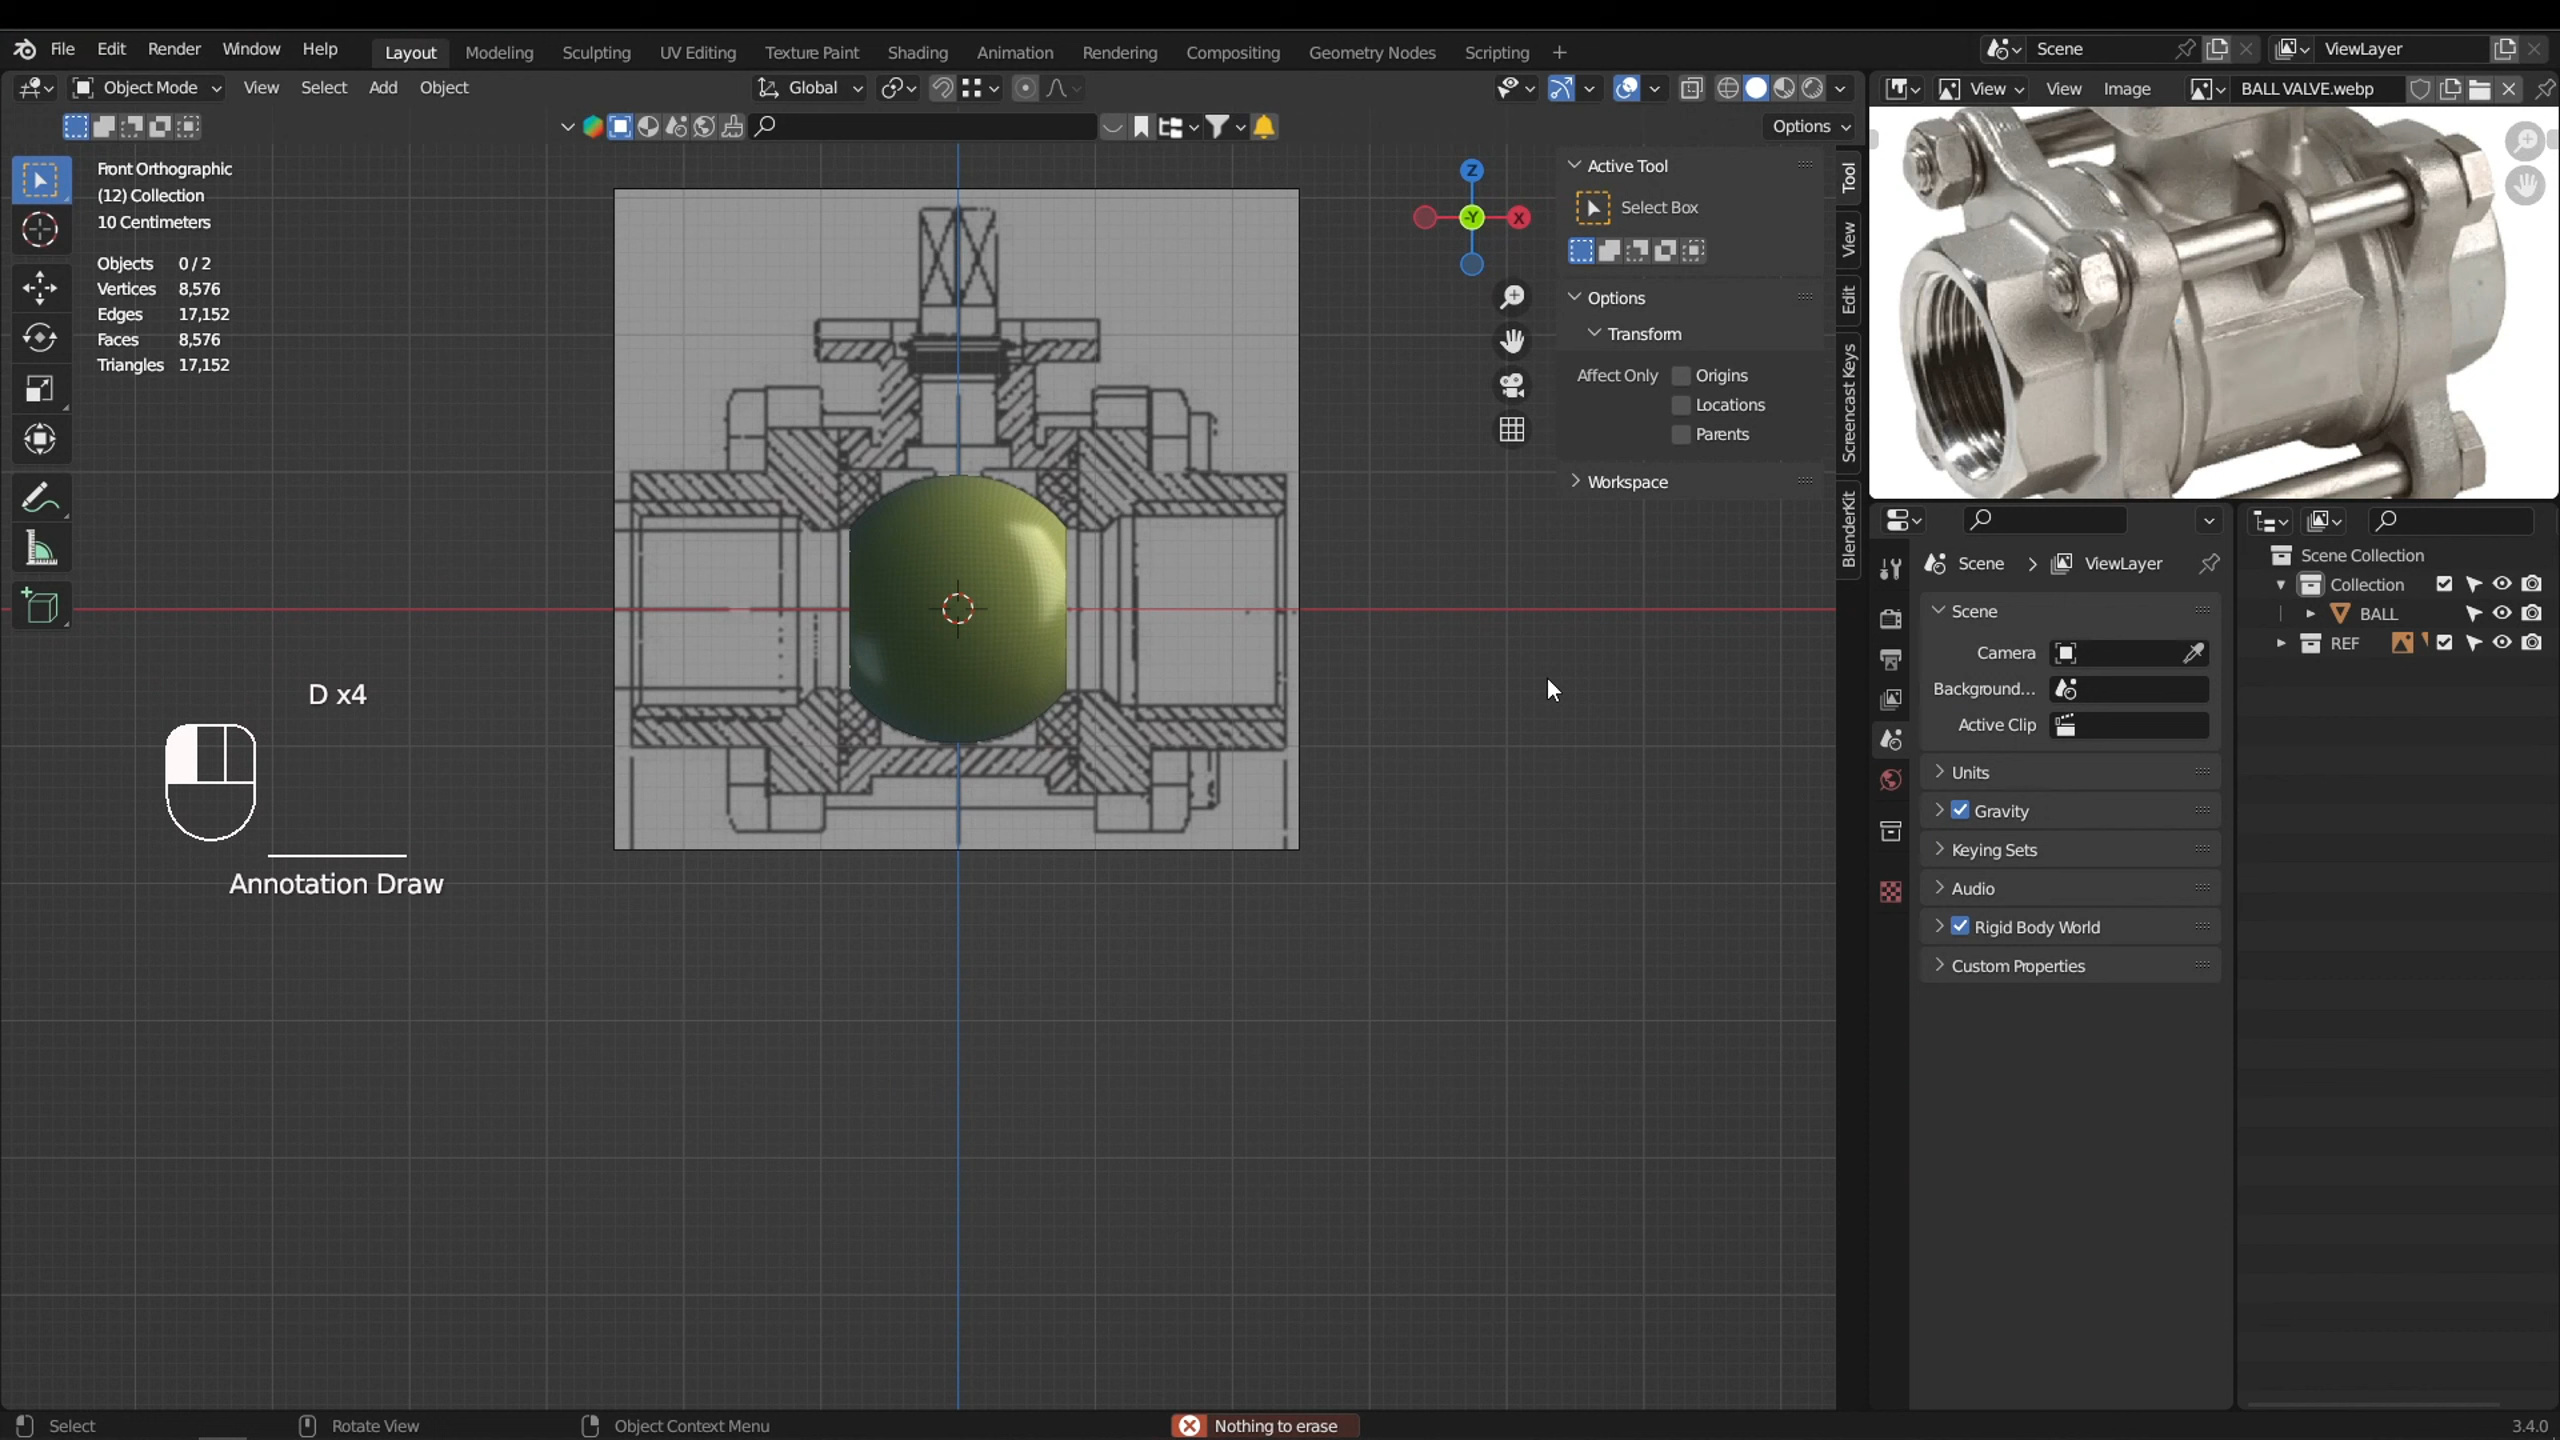 File Edit Render Window Help Layout Modeling Sculpting UV Editing Texture Paint Shading Animation Rendering Compositing Geometry Nodes Scripting Scene ViewLayer
Object Mode View Select Add Object Global View View Image BALL VALVE.webp
Options
Front Orthographic
(12) Collection
10 Centimeters
Objects 0 / 2
Vertices 8,576
Edges 17,152
Faces 8,576
Triangles 17,152
Z
-Y
X
Active Tool
Select Box
Options
Transform
Affect Only Origins
Locations
Parents
Workspace
Tool
View
Edit
Screencast Keys
BlenderKit
D x4
Annotation Draw
Scene ViewLayer
Scene
Camera
Background...
Active Clip
Units
Gravity
Keying Sets
Audio
Rigid Body World
Custom Properties
Scene Collection
Collection
BALL
REF
Select Rotate View Object Context Menu Nothing to erase 3.4.0